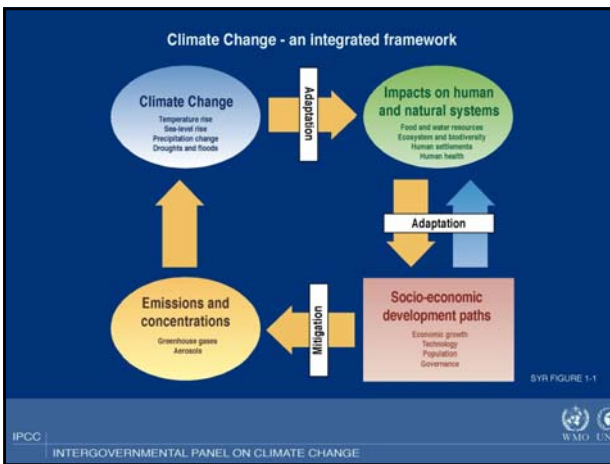 Climate Change - an integrated framework
Climate Change
Temperature rise
Sea-level rise
Precipitation change
Droughts and floods
Adaptation
Impacts on human
and natural systems
Food and water resources
Ecosystem and biodiversity
Human settlements
Human health
Adaptation
Emissions and
concentrations
Greenhouse gases
Aerosols
Mitigation
Socio-economic
development paths
Economic growth
Technology
Population
Governance
SYR FIGURE 1-1
IPCC
WMO
INTERGOVERNMENTAL PANEL ON CLIMATE CHANGE